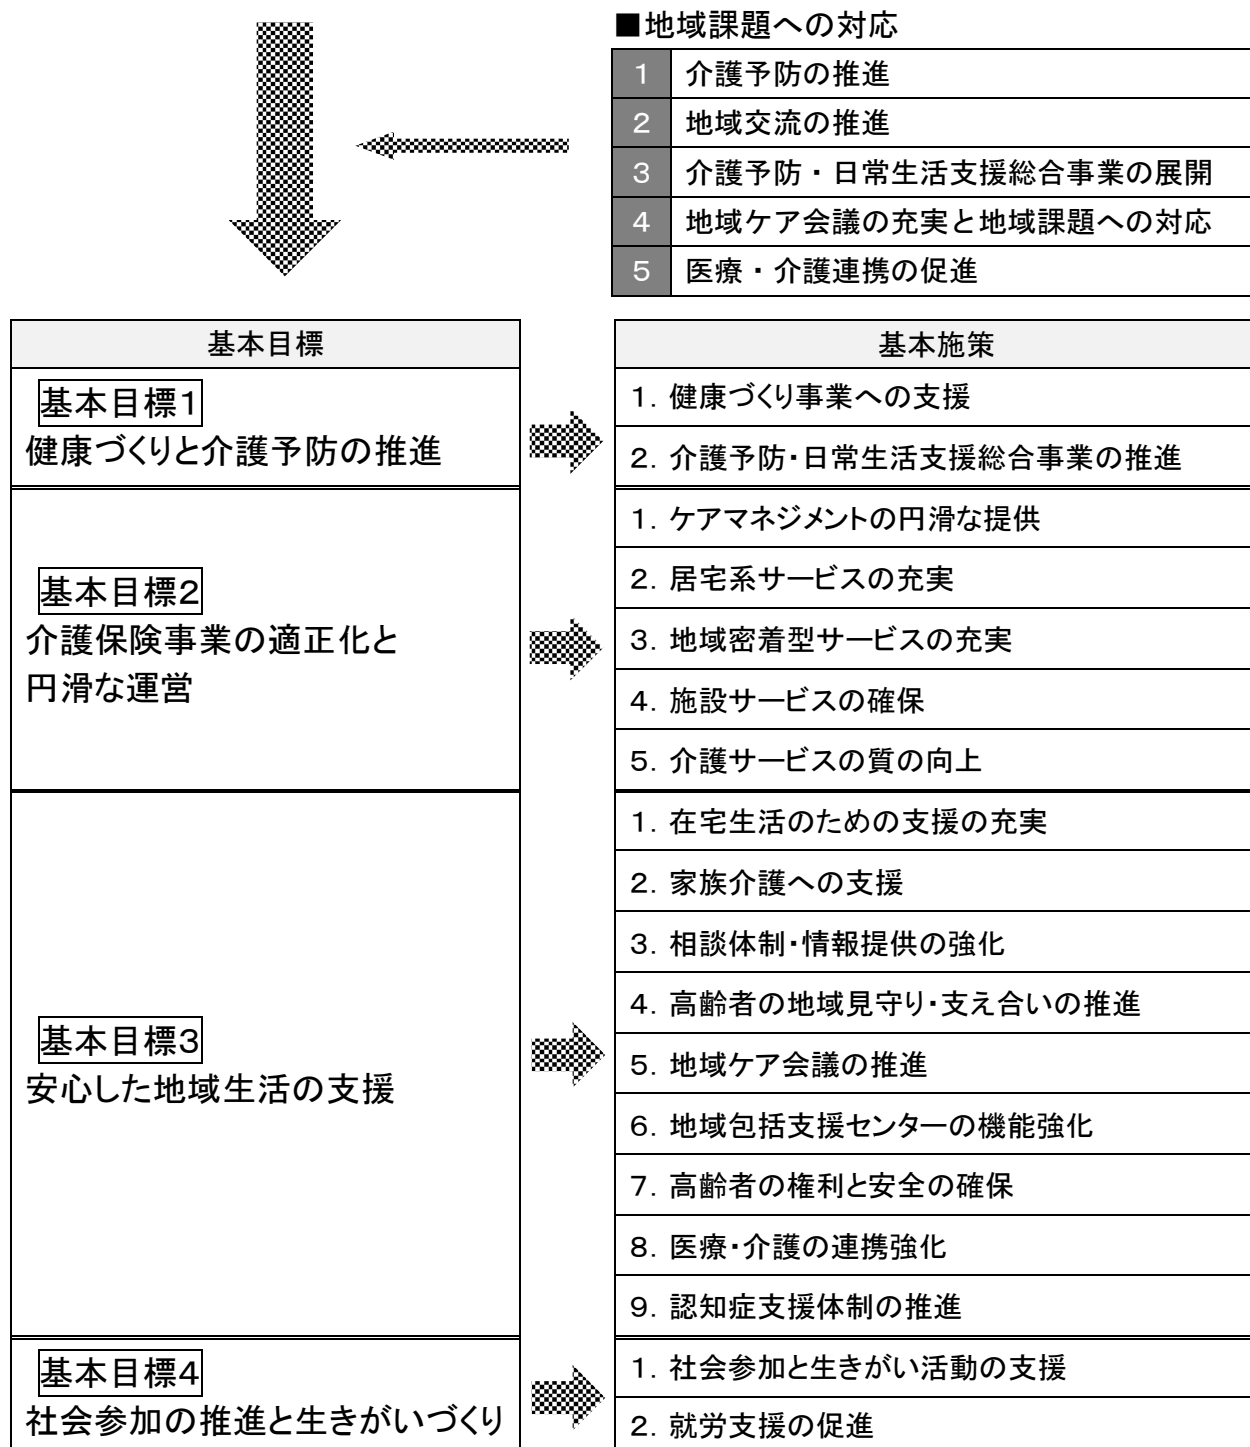 ■地域課題への対応
1 介護予防の推進
2 地域交流の推進
3 介護予防・日常生活支援総合事業の展開
4 地域ケア会議の充実と地域課題への対応
5 医療・介護連携の促進
基本目標
基本目標1
健康づくりと介護予防の推進
基本目標2
介護保険事業の適正化と
円滑な運営
基本目標3
安心した地域生活の支援
基本目標4
社会参加の推進と生きがいづくり
基本施策
1. 健康づくり事業への支援
2. 介護予防・日常生活支援総合事業の推進
1. ケアマネジメントの円滑な提供
2. 居宅系サービスの充実
3. 地域密着型サービスの充実
4. 施設サービスの確保
5. 介護サービスの質の向上
1. 在宅生活のための支援の充実
2. 家族介護への支援
3. 相談体制・情報提供の強化
4. 高齢者の地域見守り・支え合いの推進
5. 地域ケア会議の推進
6. 地域包括支援センターの機能強化
7. 高齢者の権利と安全の確保
8. 医療・介護の連携強化
9. 認知症支援体制の推進
1. 社会参加と生きがい活動の支援
2. 就労支援の促進